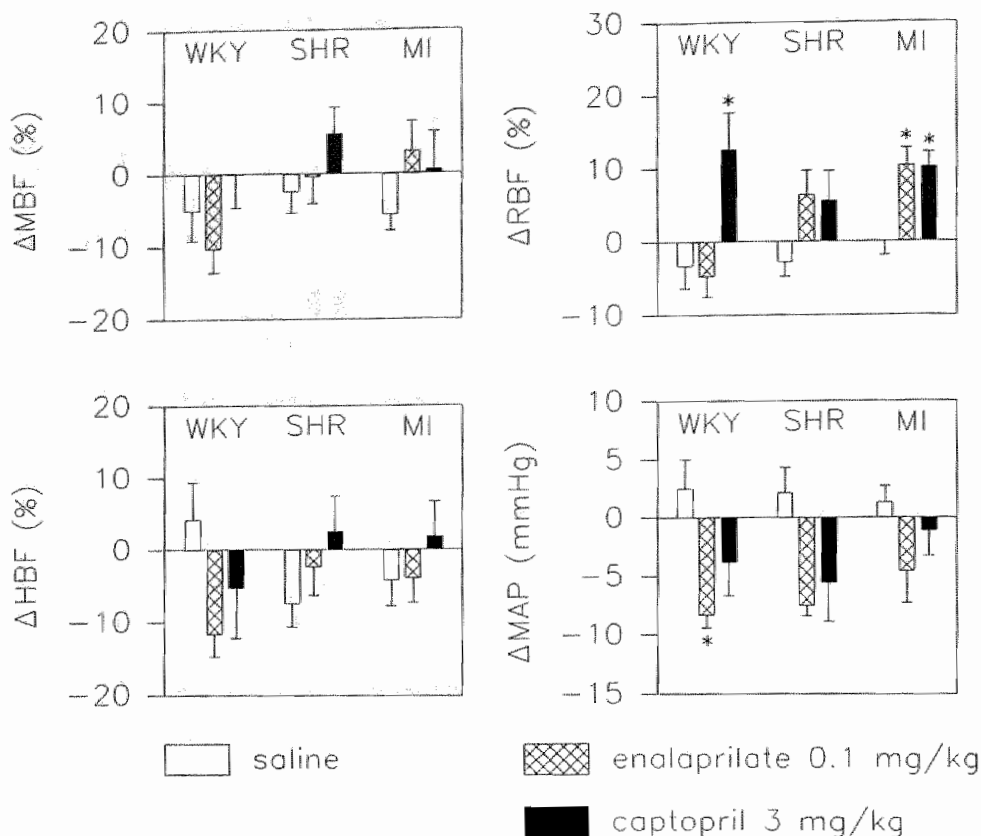 ΔMBF (%)
20
10
0
−10
−20
WKY SHR MI
ΔRBF (%)
30
20
10
0
−10
WKY SHR MI
*
* *
ΔHBF (%)
20
10
0
−10
−20
WKY SHR MI
ΔMAP (mmHg)
10
5
0
−5
−10
−15
WKY SHR MI
*
saline
enalaprilate 0.1 mg/kg
captopril 3 mg/kg